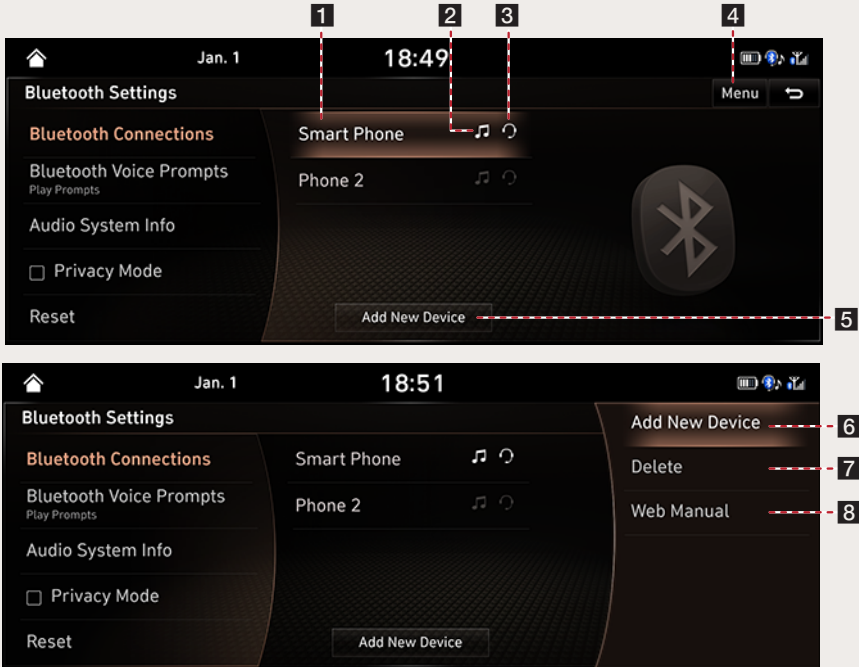 1 2 3 4
Jan. 1 18:49
Bluetooth Settings Menu
Bluetooth Connections Smart Phone
Bluetooth Voice Prompts
Play Prompts
Phone 2
Audio System Info
Privacy Mode
Reset Add New Device 5
Jan. 1 18:51
Bluetooth Settings Add New Device 6
Bluetooth Connections Smart Phone Delete 7
Bluetooth Voice Prompts
Play Prompts
Phone 2 Web Manual 8
Audio System Info
Privacy Mode
Reset Add New Device